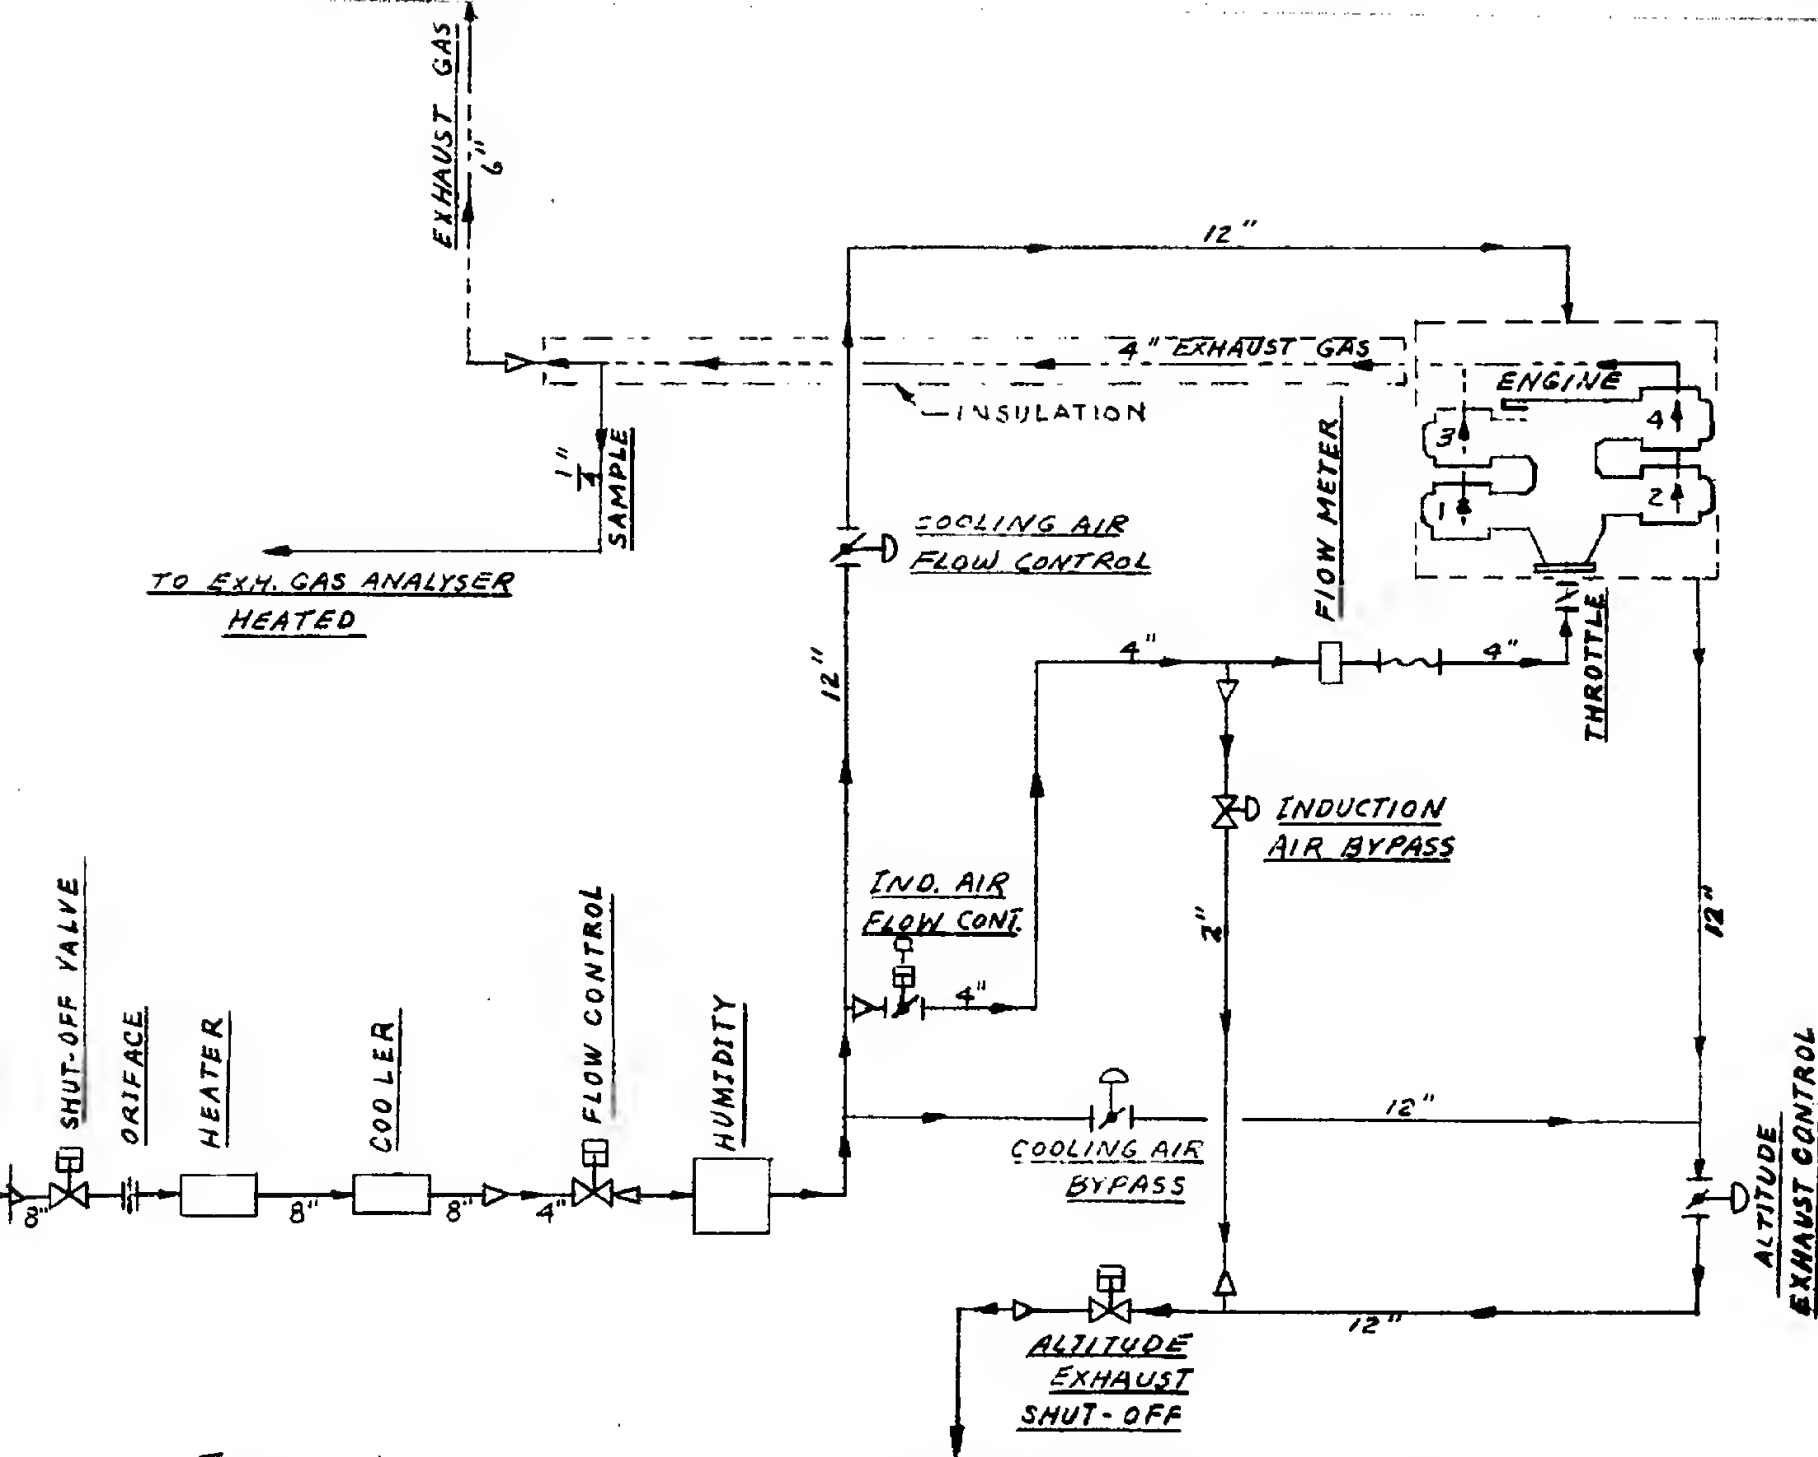 EXHAUST GAS
6"
12"
4" EXHAUST GAS
INSULATION
ENGINE
3
4
1
2
1"
4
SAMPLE
TO EXH. GAS ANALYSER
HEATED
COOLING AIR
FLOW CONTROL
FLOW METER
THROTTLE
12"
4"
4"
INDUCTION
AIR BYPASS
IND. AIR
FLOW CONT.
4"
2"
12"
SHUT-OFF VALVE
ORIFACE
HEATER
COOLER
FLOW CONTROL
HUMIDITY
8"
8"
8"
4"
COOLING AIR
BYPASS
12"
ALTITUDE
EXHAUST CONTROL
12"
ALTITUDE
EXHAUST
SHUT-OFF